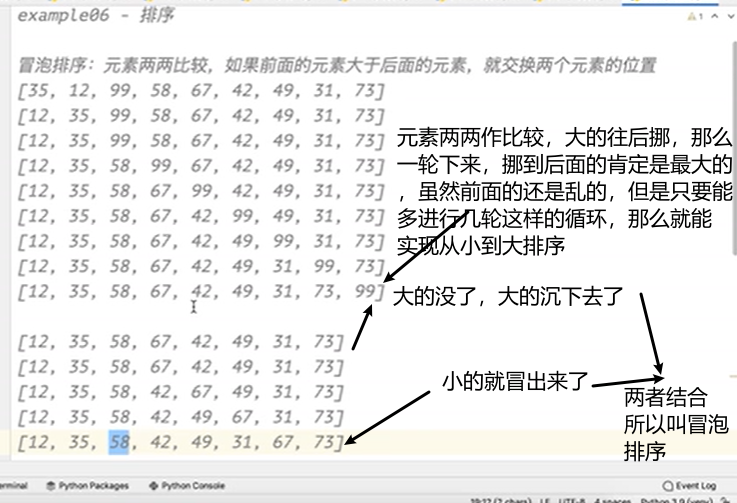 example06 - 排序
1
冒泡排序：元素两两比较，如果前面的元素大于后面的元素，就交换两个元素的位置
[35, 12, 99, 58, 67, 42, 49, 31, 73]
[12, 35, 99, 58, 67, 42, 49, 31, 73]
[12, 35, 99, 58, 67, 42, 49, 31, 73]
[12, 35, 58, 99, 67, 42, 49, 31, 73]
[12, 35, 58, 67, 99, 42, 49, 31, 73]
[12, 35, 58, 67, 42, 99, 49, 31, 73]
[12, 35, 58, 67, 42, 49, 99, 31, 73]
[12, 35, 58, 67, 42, 49, 31, 99, 73]
[12, 35, 58, 67, 42, 49, 31, 73, 99]
元素两两作比较，大的往后挪，那么
一轮下来，挪到后面的肯定是最大的
，虽然前面的还是乱的，但是只要能
多进行几轮这样的循环，那么就能
实现从小到大排序
大的没了，大的沉下去了
[12, 35, 58, 67, 42, 49, 31, 73]
[12, 35, 58, 67, 42, 49, 31, 73]
[12, 35, 58, 42, 67, 49, 31, 73]
[12, 35, 58, 42, 49, 67, 31, 73]
[12, 35, 58, 42, 49, 31, 67, 73]
小的就冒出来了
两者结合
所以叫冒泡
排序
Python Packages
Python Console
Event Log